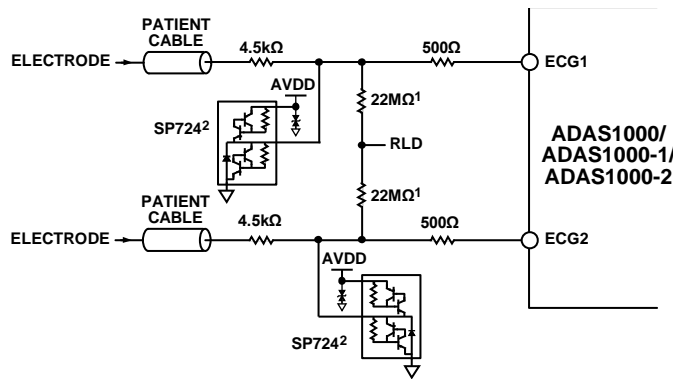 PATIENT
CABLE
4.5kΩ
500Ω
ELECTRODE
ECG1
AVDD
22MΩ¹
SP724²
RLD
ADAS1000/
ADAS1000-1/
ADAS1000-2
22MΩ¹
PATIENT
CABLE
4.5kΩ
500Ω
ELECTRODE
ECG2
AVDD
SP724²